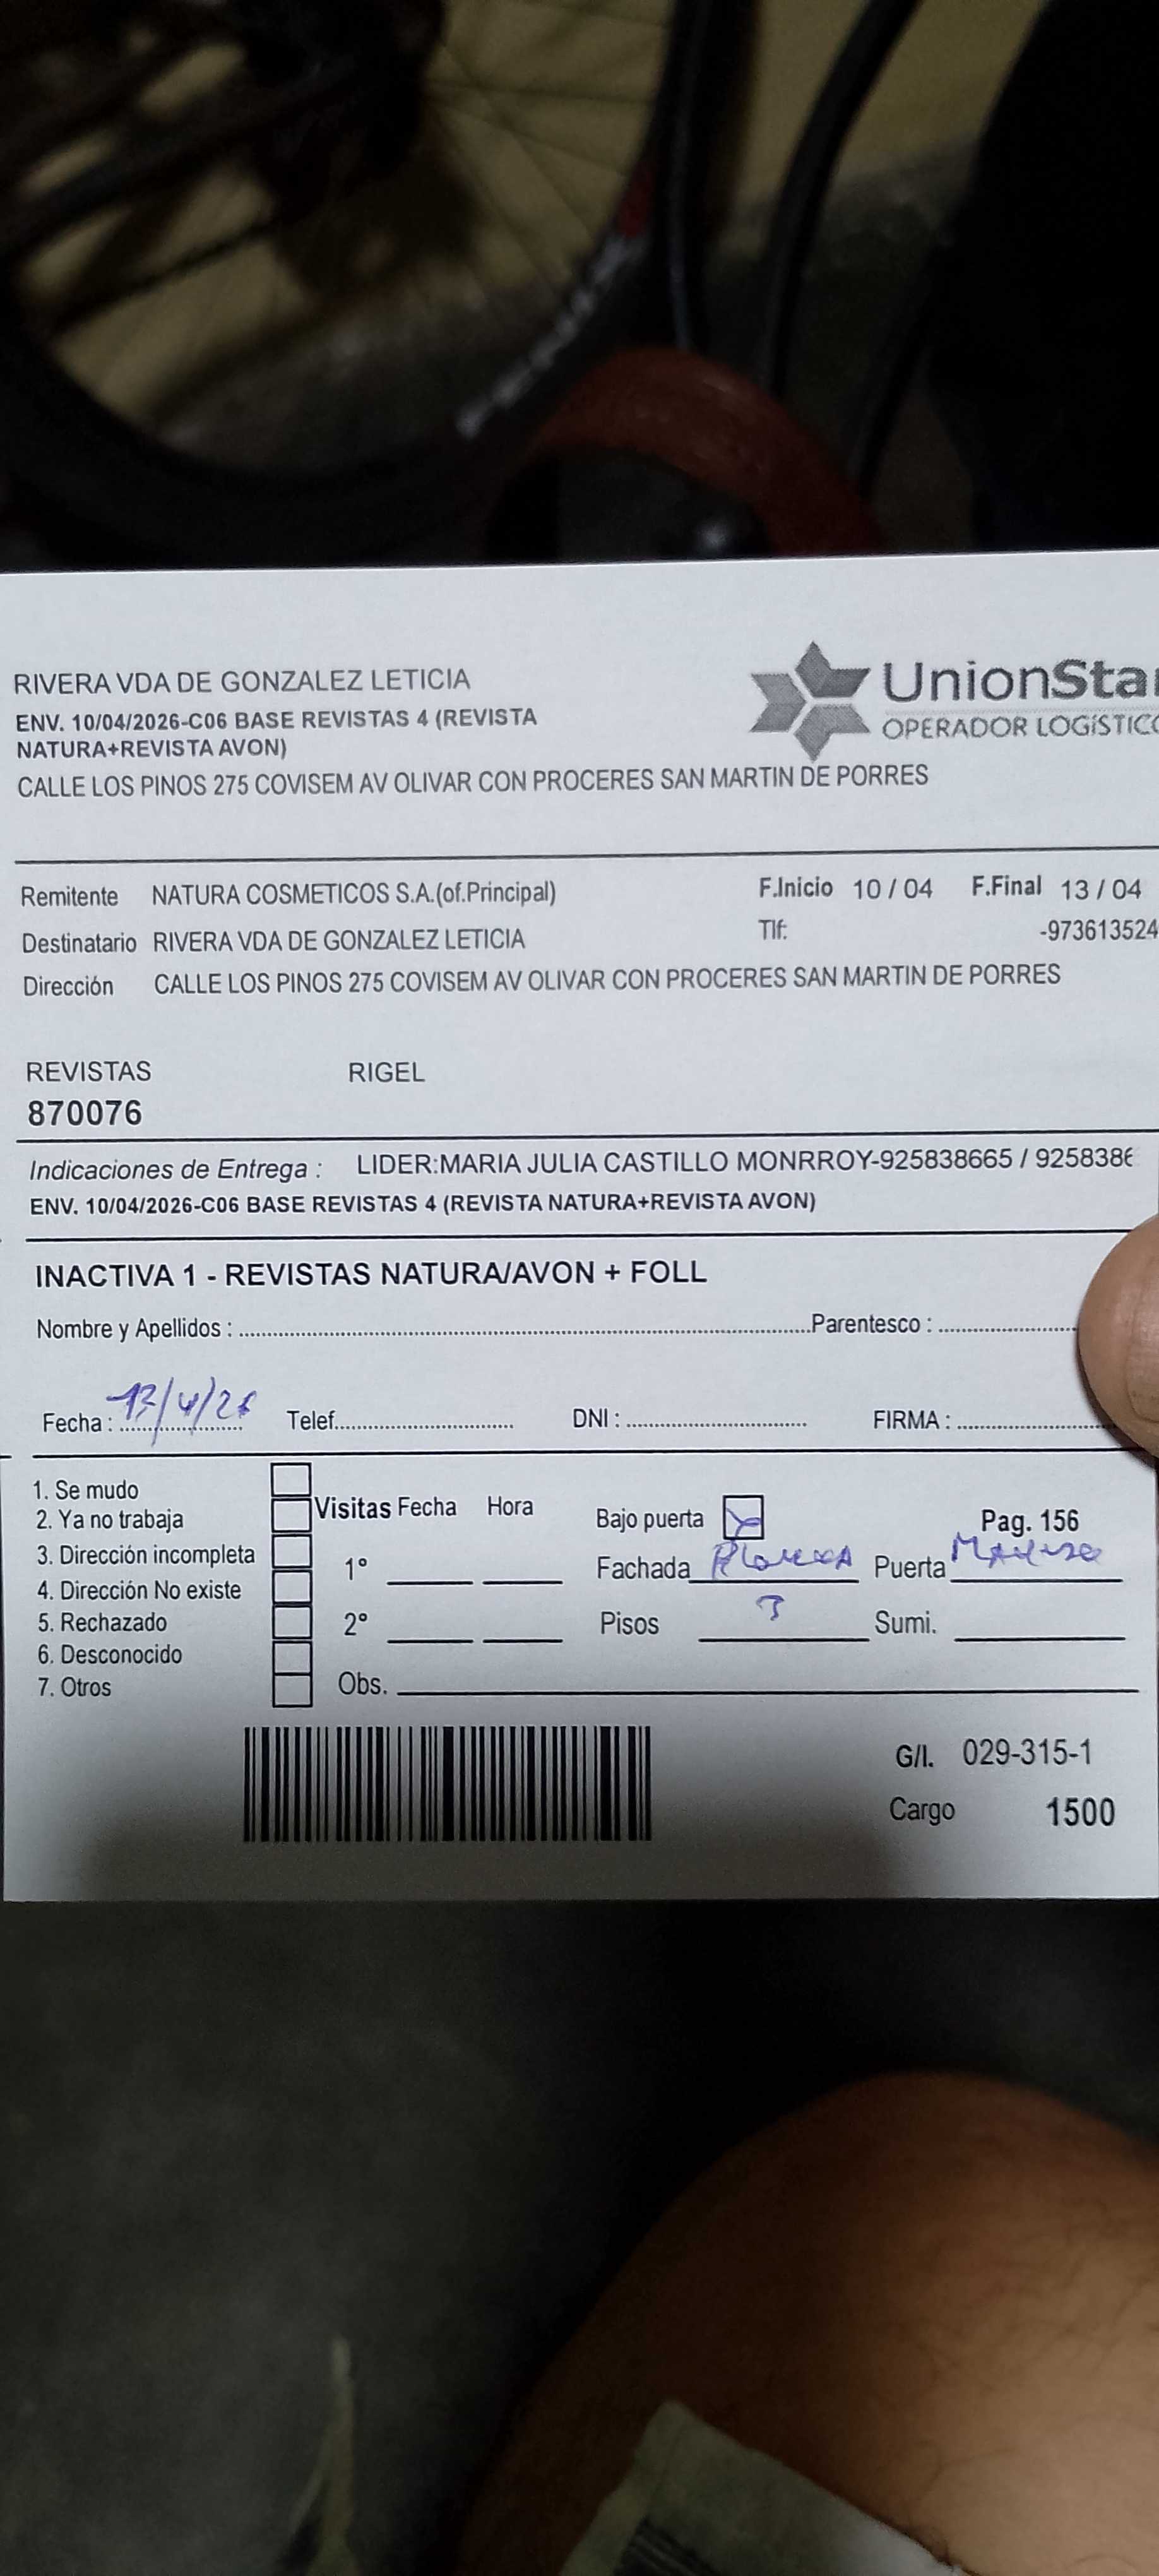 RIVERA VDA DE GONZALEZ LETICIA
ENV. 10/04/2026-C06 BASE REVISTAS 4 (REVISTA
NATURA+REVISTA AVON)
CALLE LOS PINOS 275 COVISEM AV OLIVAR CON PROCERES SAN MARTIN DE PORRES
UnionStar
OPERADOR LOGÍSTICO
Remitente NATURA COSMETICOS S.A.(of.Principal) F.Inicio 10 / 04 F.Final 13 / 04
Destinatario RIVERA VDA DE GONZALEZ LETICIA Tlf: -973613524
Dirección CALLE LOS PINOS 275 COVISEM AV OLIVAR CON PROCERES SAN MARTIN DE PORRES
REVISTAS RIGEL
870076
Indicaciones de Entrega : LIDER:MARIA JULIA CASTILLO MONRROY-925838665 / 925838
ENV. 10/04/2026-C06 BASE REVISTAS 4 (REVISTA NATURA+REVISTA AVON)
INACTIVA 1 - REVISTAS NATURA/AVON + FOLL
Nombre y Apellidos : Parentesco :
Fecha : 13/4/26 Telef. DNI : FIRMA :
1. Se mudo
2. Ya no trabaja
3. Dirección incompleta
4. Dirección No existe
5. Rechazado
6. Desconocido
7. Otros
Visitas Fecha Hora
1°
2°
Obs.
Bajo puerta
Pag. 156
Fachada Puerta
Pisos Sumi.
G/I. 029-315-1
Cargo 1500